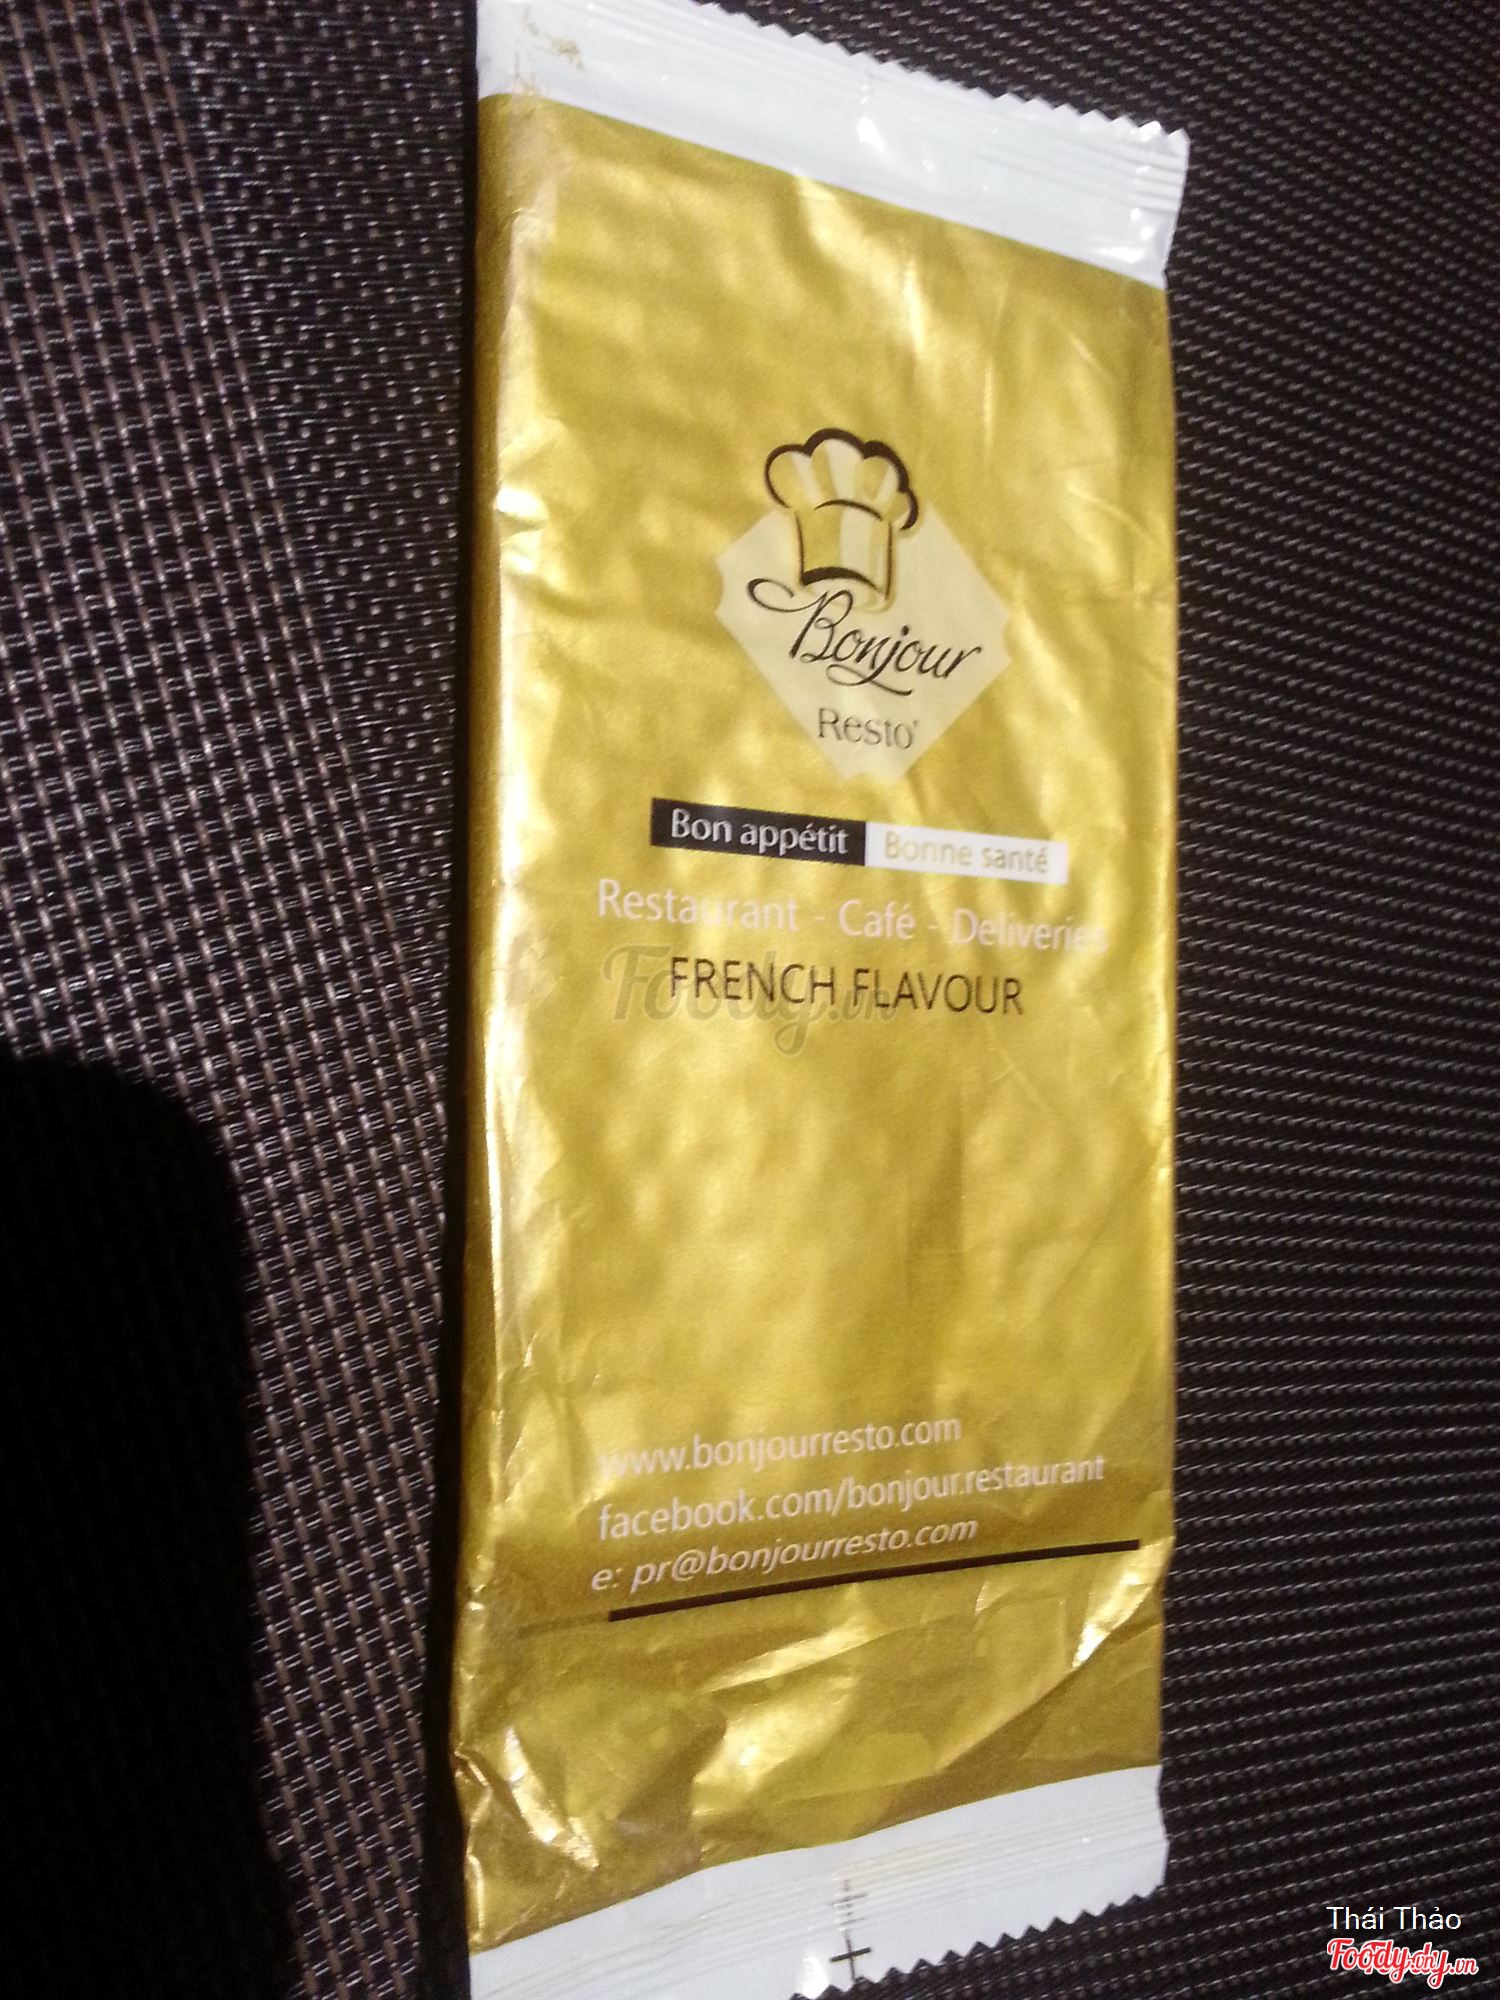 Bonjour
Resto'
Bon appétit Bonne santé
Restaurant - Café - Deliveries
FRENCH FLAVOUR
Foody.vn
www.bonjourresto.com
facebook.com/bonjour.restaurant
e: pr@bonjourresto.com
Thái Thảo